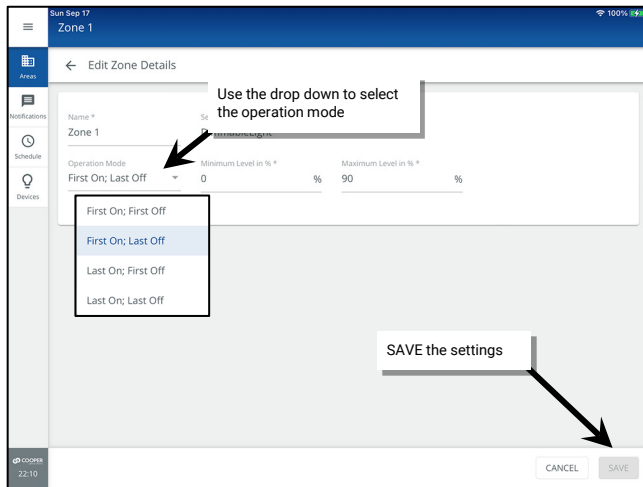 Sun Sep 17
100%
Zone 1
Areas
Edit Zone Details
Use the drop down to select
the operation mode
Notifications
Name *
Zone 1
Schedule
Operation Mode
Minimum Level in % *
Maximum Level in % *
First On; Last Off
0
%
90
%
Devices
First On; First Off
First On; Last Off
Last On; First Off
Last On; Last Off
SAVE the settings
COOPER
22:10
CANCEL
SAVE